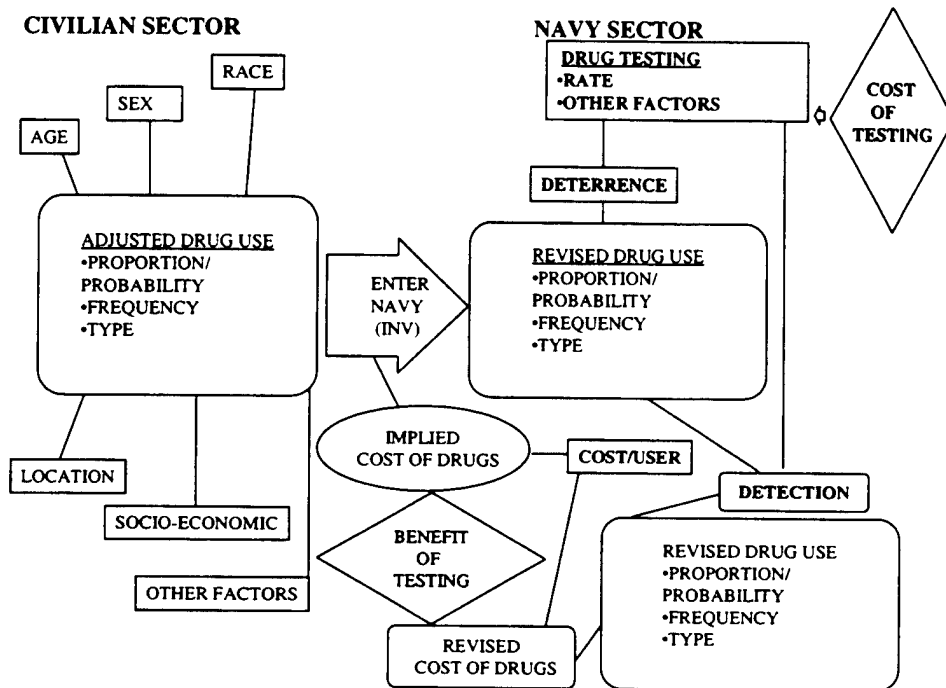 CIVILIAN SECTOR
RACE
SEX
AGE
ADJUSTED DRUG USE
•PROPORTION/
PROBABILITY
•FREQUENCY
•TYPE
LOCATION
SOCIO-ECONOMIC
OTHER FACTORS
ENTER
NAVY
(INV)
IMPLIED
COST OF DRUGS
BENEFIT
OF
TESTING
REVISED
COST OF DRUGS
COST/USER
NAVY SECTOR
DRUG TESTING
•RATE
•OTHER FACTORS
COST
OF
TESTING
DETERRENCE
REVISED DRUG USE
•PROPORTION/
PROBABILITY
•FREQUENCY
•TYPE
DETECTION
REVISED DRUG USE
•PROPORTION/
PROBABILITY
•FREQUENCY
•TYPE